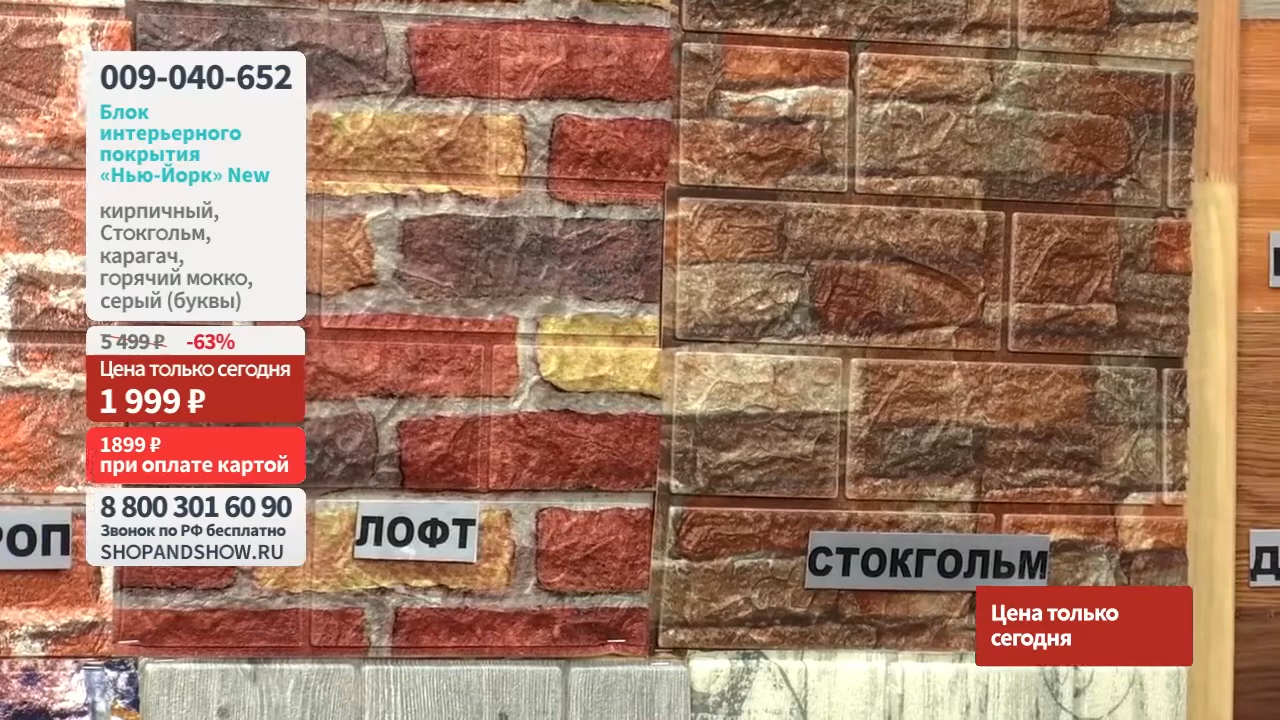 009-040-652
Блок
интерьерного
покрытия
«Нью-Йорк» New
кирпичный,
Стокгольм,
карагач,
горячий мокко,
серый (буквы)
5 499 ₽ -63%
Цена только сегодня
1 999 ₽
1899 ₽
при оплате картой
8 800 301 60 90
Звонок по РФ бесплатно
SHOPANDSHOW.RU
РОП
ЛОФТ
СТОКГОЛЬМ
Цена только
сегодня